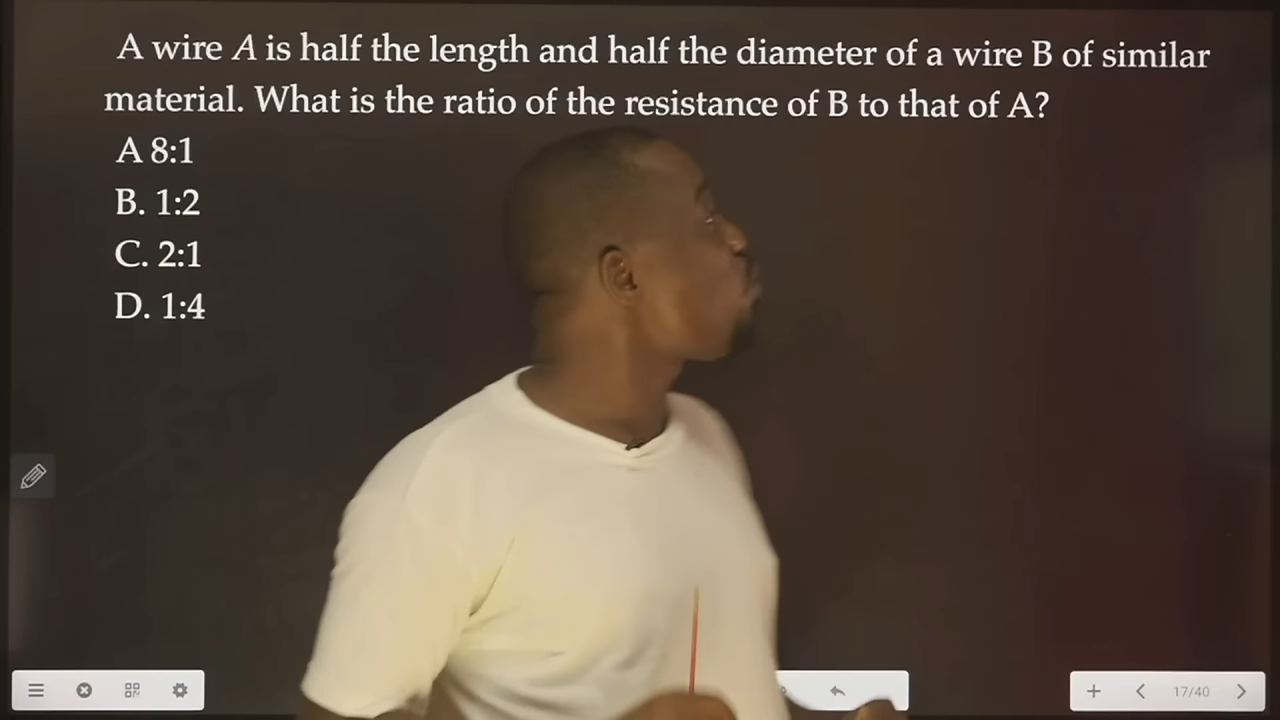 A wire A is half the length and half the diameter of a wire B of similar
material. What is the ratio of the resistance of B to that of A?
A 8:1
B. 1:2
C. 2:1
D. 1:4
17/40